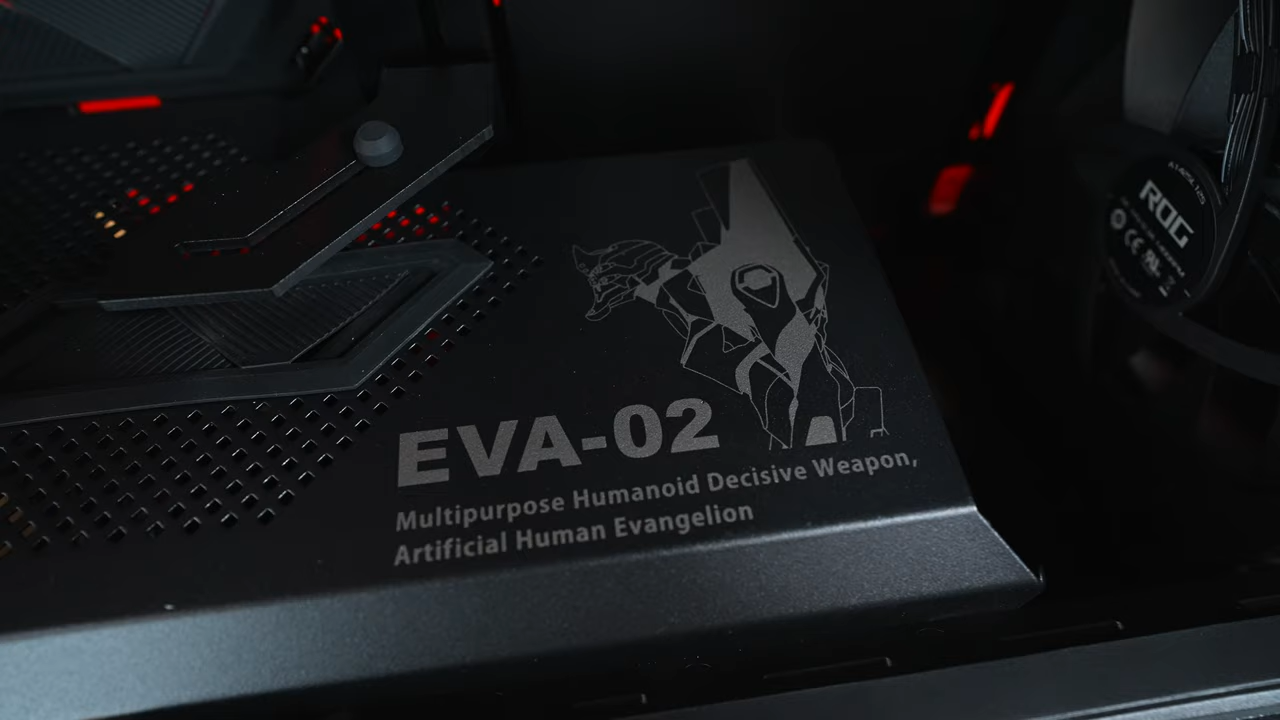 EVA-02
Multipurpose Humanoid Decisive Weapon,
Artificial Human Evangelion
ROG